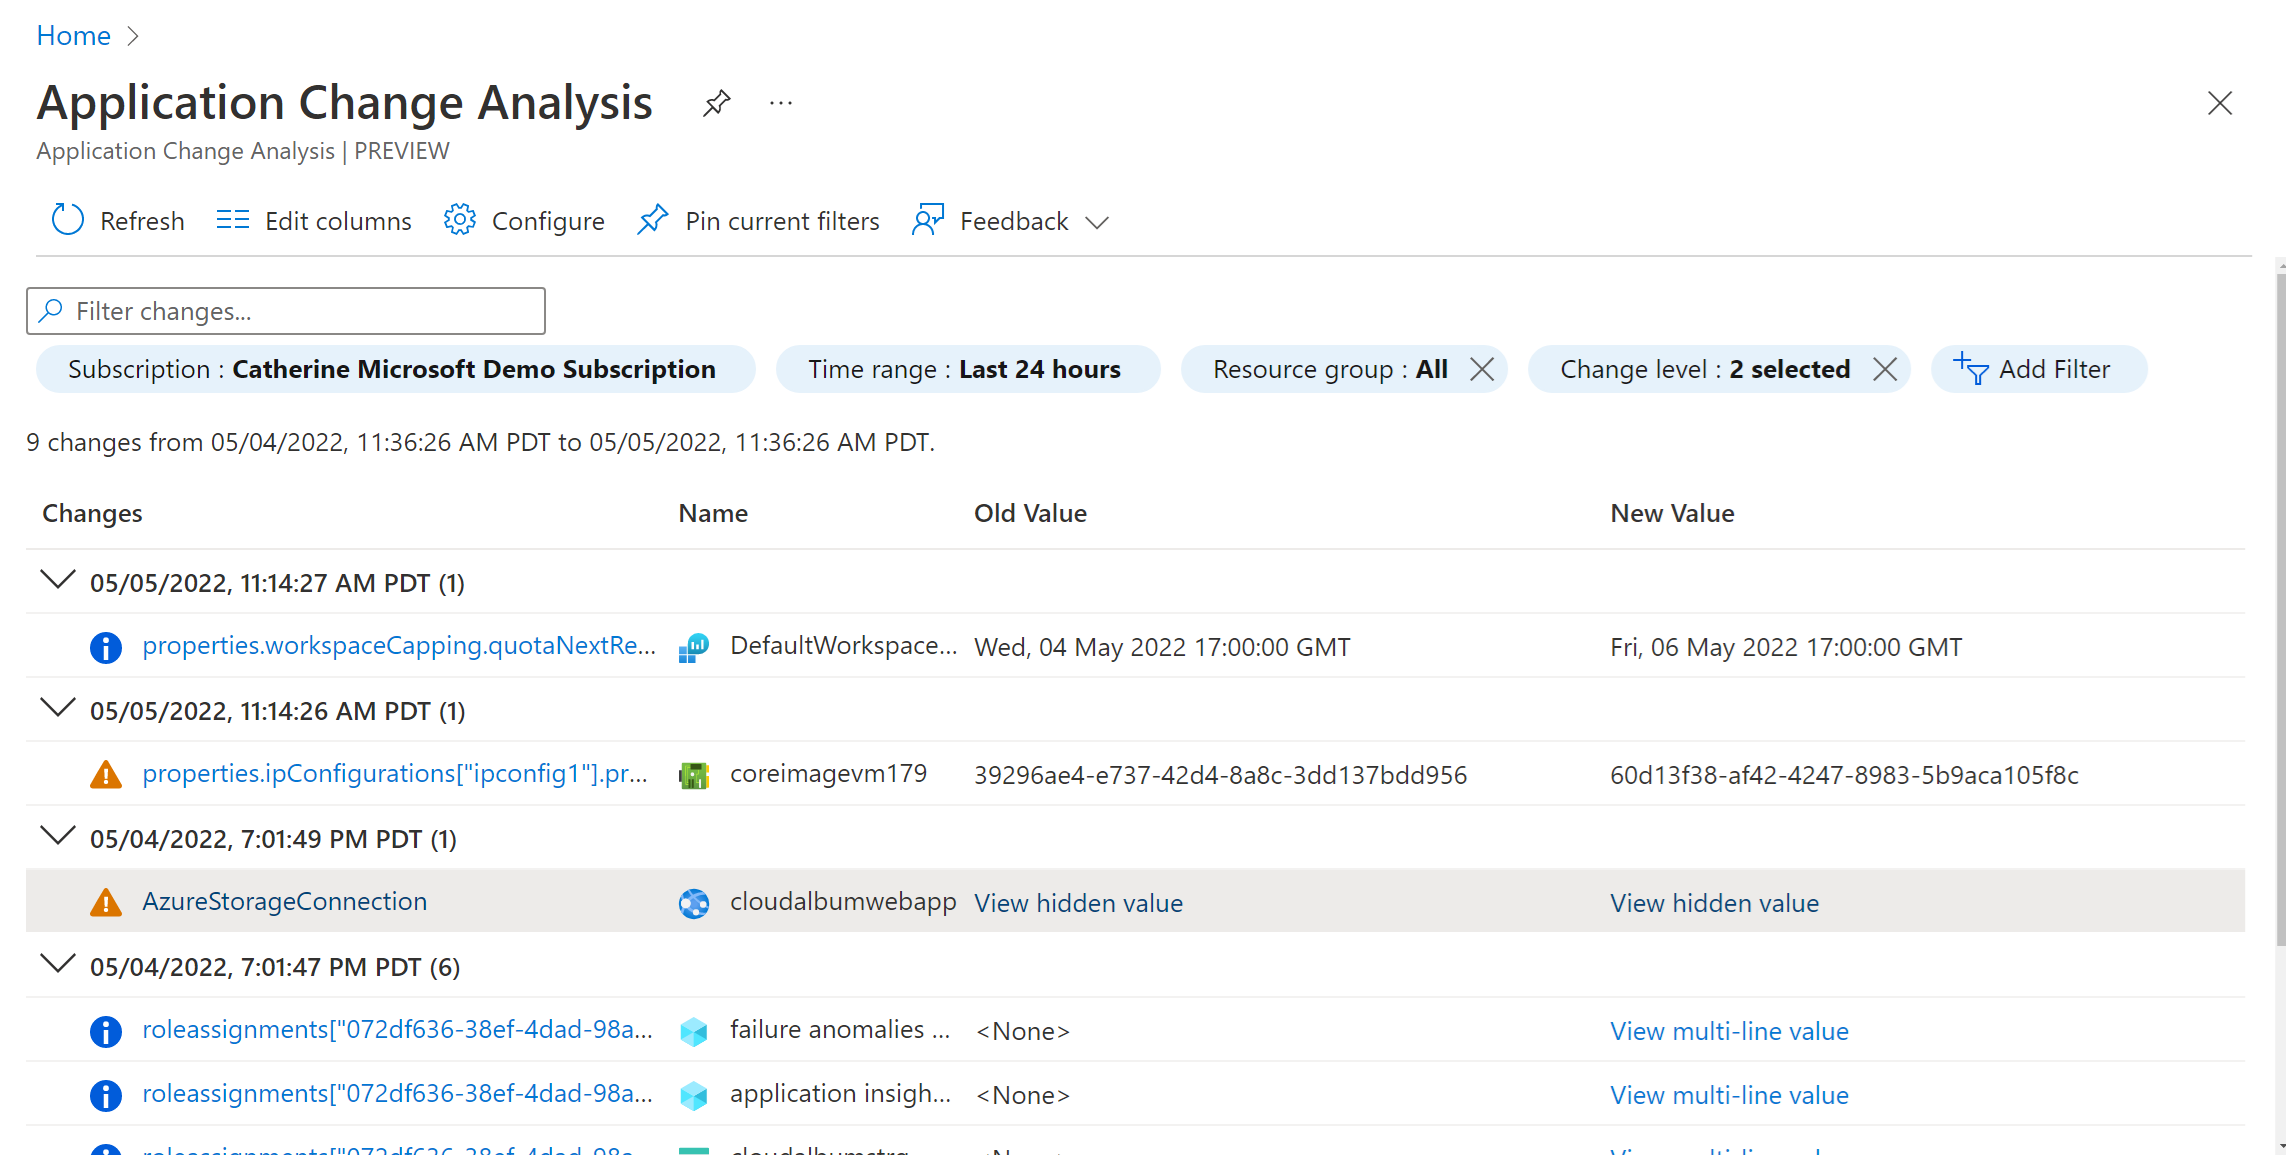 Home
Application Change Analysis
Application Change Analysis | PREVIEW
Refresh Edit columns Configure Pin current filters Feedback
Filter changes...
Subscription : Catherine Microsoft Demo Subscription Time range : Last 24 hours Resource group : All Change level : 2 selected Add Filter
9 changes from 05/04/2022, 11:36:26 AM PDT to 05/05/2022, 11:36:26 AM PDT.
Changes Name Old Value New Value
05/05/2022, 11:14:27 AM PDT (1)
properties.workspaceCapping.quotaNextRe... DefaultWorkspace... Wed, 04 May 2022 17:00:00 GMT Fri, 06 May 2022 17:00:00 GMT
05/05/2022, 11:14:26 AM PDT (1)
properties.ipConfigurations["ipconfig1"].pr... coreimagevm179 39296ae4-e737-42d4-8a8c-3dd137bdd956 60d13f38-af42-4247-8983-5b9aca105f8c
05/04/2022, 7:01:49 PM PDT (1)
AzureStorageConnection cloudalbumwebapp View hidden value View hidden value
05/04/2022, 7:01:47 PM PDT (6)
roleassignments["072df636-38ef-4dad-98a... failure anomalies ... <None> View multi-line value
roleassignments["072df636-38ef-4dad-98a... application insigh... <None> View multi-line value